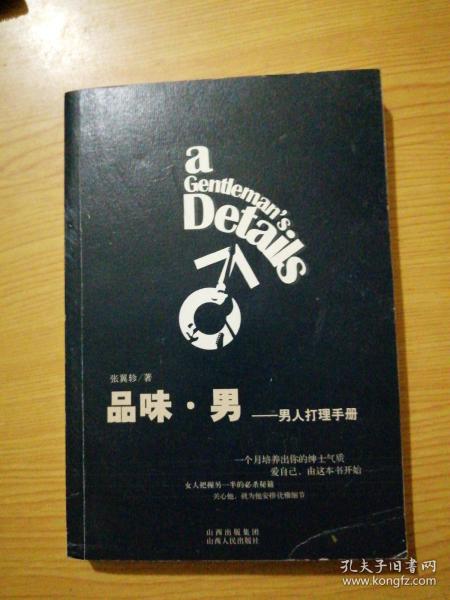 a
Gentleman's
Details
张翼轸/著
品味·男
——男人打理手册
一个月培养出你的绅士气质
爱自己,由这本书开始
女人把握另一半的必杀秘籍
关心他,就为他安排优雅细节
山西出版集团
山西人民出版社
孔夫子旧书网
www.kongfz.com